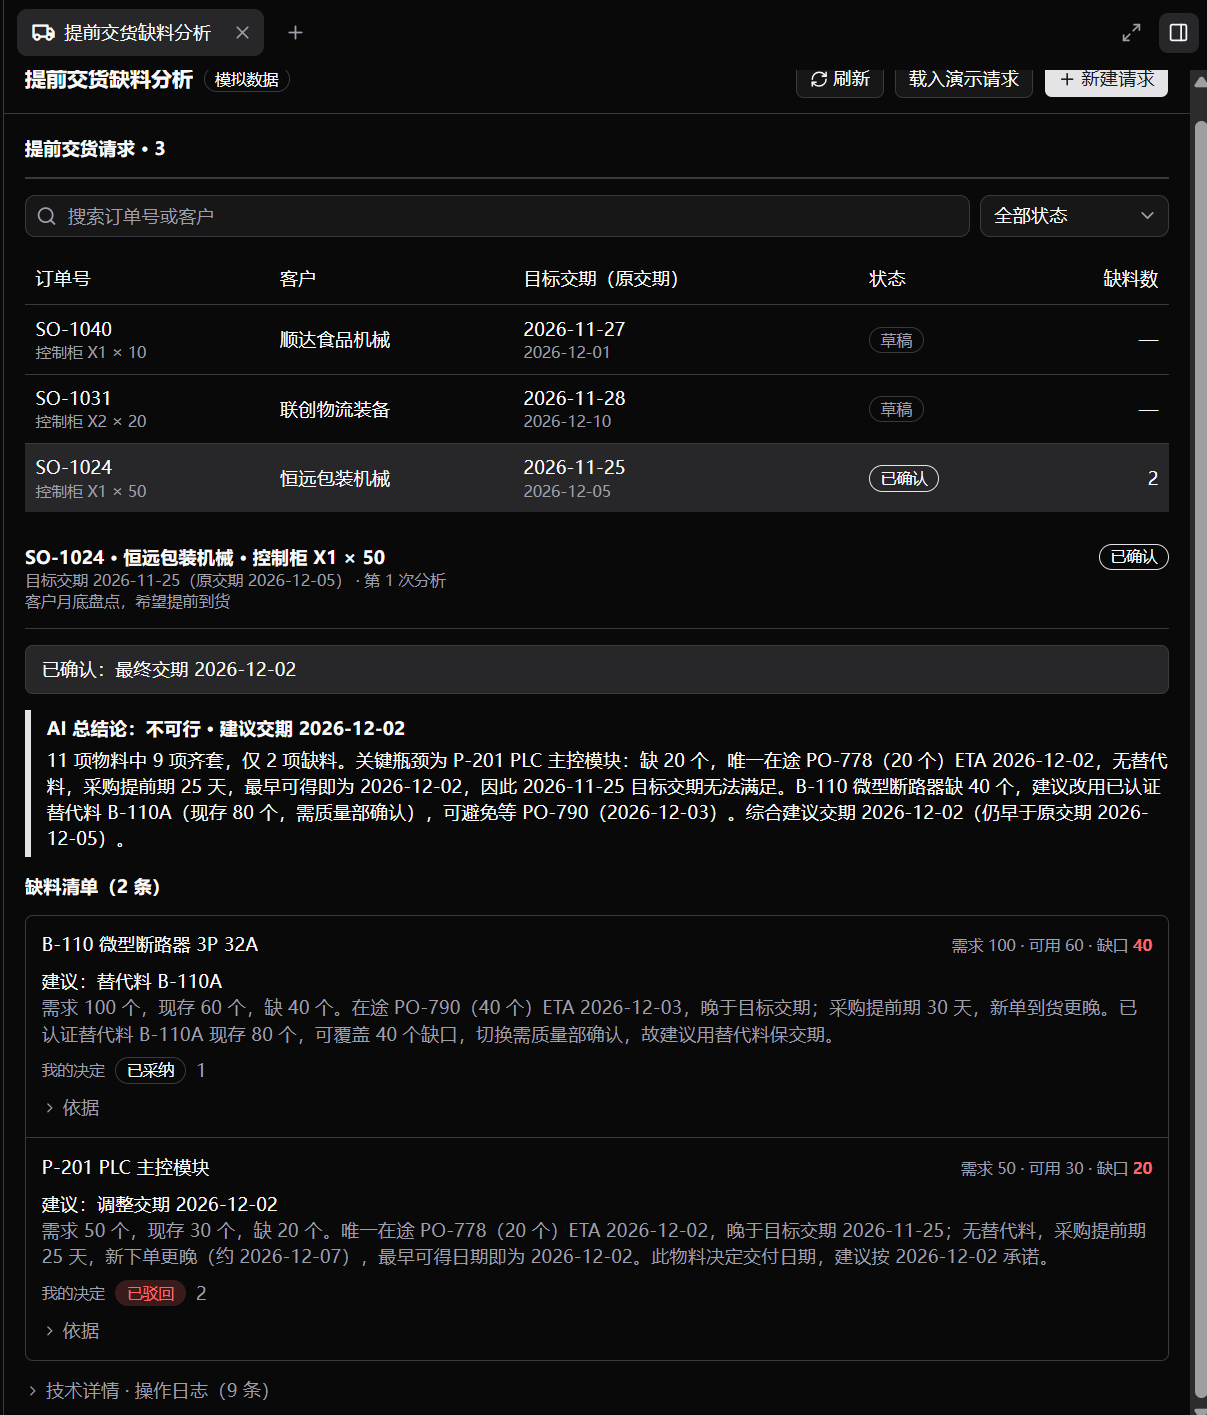 提前交货缺料分析
提前交货缺料分析 模拟数据 刷新 载入演示请求 + 新建请求
提前交货请求 • 3
搜索订单号或客户 全部状态
订单号 客户 目标交期（原交期） 状态 缺料数
SO-1040 顺达食品机械 2026-11-27 草稿 —
控制柜 X1 × 10 2026-12-01
SO-1031 联创物流装备 2026-11-28 草稿 —
控制柜 X2 × 20 2026-12-10
SO-1024 恒远包装机械 2026-11-25 已确认 2
控制柜 X1 × 50 2026-12-05
SO-1024 • 恒远包装机械 • 控制柜 X1 × 50 已确认
目标交期 2026-11-25（原交期 2026-12-05） · 第 1 次分析
客户月底盘点，希望提前到货
已确认：最终交期 2026-12-02
AI 总结论：不可行 • 建议交期 2026-12-02
11 项物料中 9 项齐套，仅 2 项缺料。关键瓶颈为 P-201 PLC 主控模块：缺 20 个，唯一在途 PO-778（20 个）ETA 2026-12-02，无替代
料，采购提前期 25 天，最早可得即为 2026-12-02，因此 2026-11-25 目标交期无法满足。B-110 微型断路器缺 40 个，建议改用已认证
替代料 B-110A（现存 80 个，需质量部确认），可避免等 PO-790（2026-12-03）。综合建议交期 2026-12-02（仍早于原交期 2026-
12-05）。
缺料清单（2 条）
B-110 微型断路器 3P 32A 需求 100 · 可用 60 · 缺口 40
建议：替代料 B-110A
需求 100 个，现存 60 个，缺 40 个。在途 PO-790（40 个）ETA 2026-12-03，晚于目标交期；采购提前期 30 天，新单到货更晚。已
认证替代料 B-110A 现存 80 个，可覆盖 40 个缺口，切换需质量部确认，故建议用替代料保交期。
我的决定 已采纳 1
依据
P-201 PLC 主控模块 需求 50 · 可用 30 · 缺口 20
建议：调整交期 2026-12-02
需求 50 个，现存 30 个，缺 20 个。唯一在途 PO-778（20 个）ETA 2026-12-02，晚于目标交期 2026-11-25；无替代料，采购提前期
25 天，新下单更晚（约 2026-12-07），最早可得日期即为 2026-12-02。此物料决定交付日期，建议按 2026-12-02 承诺。
我的决定 已驳回 2
依据
技术详情 · 操作日志（9 条）